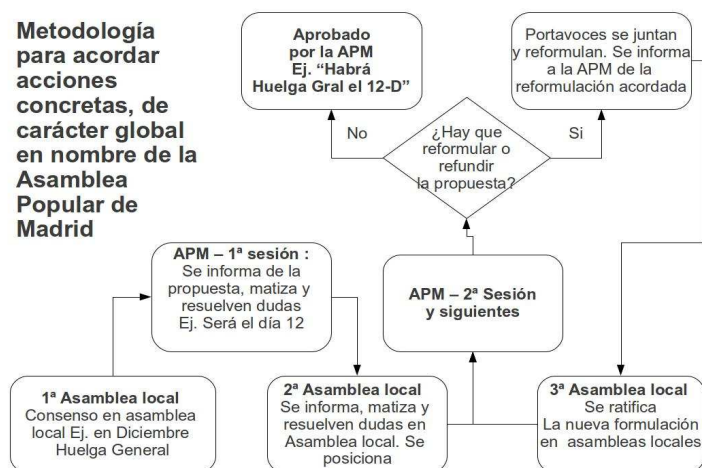 Metodología
para acordar
acciones
concretas, de
carácter global
en nombre de la
Asamblea
Popular de
Madrid
Aprobado
por la APM
Ej. “Habrá
Huelga Gral el 12-D”
Portavoces se juntan
y reformulan. Se informa
a la APM de la
reformulación acordada
No
¿Hay que
reformular o
refundir
la propuesta?
Si
APM – 1ª sesión :
Se informa de la
propuesta, matiza y
resuelven dudas
Ej. Será el día 12
APM – 2ª Sesión
y siguientes
1ª Asamblea local
Consenso en asamblea
local Ej. en Diciembre
Huelga General
2ª Asamblea local
Se informa, matiza y
resuelven dudas en
Asamblea local. Se
posiciona
3ª Asamblea local
Se ratifica
La nueva formulación
en asambleas locales